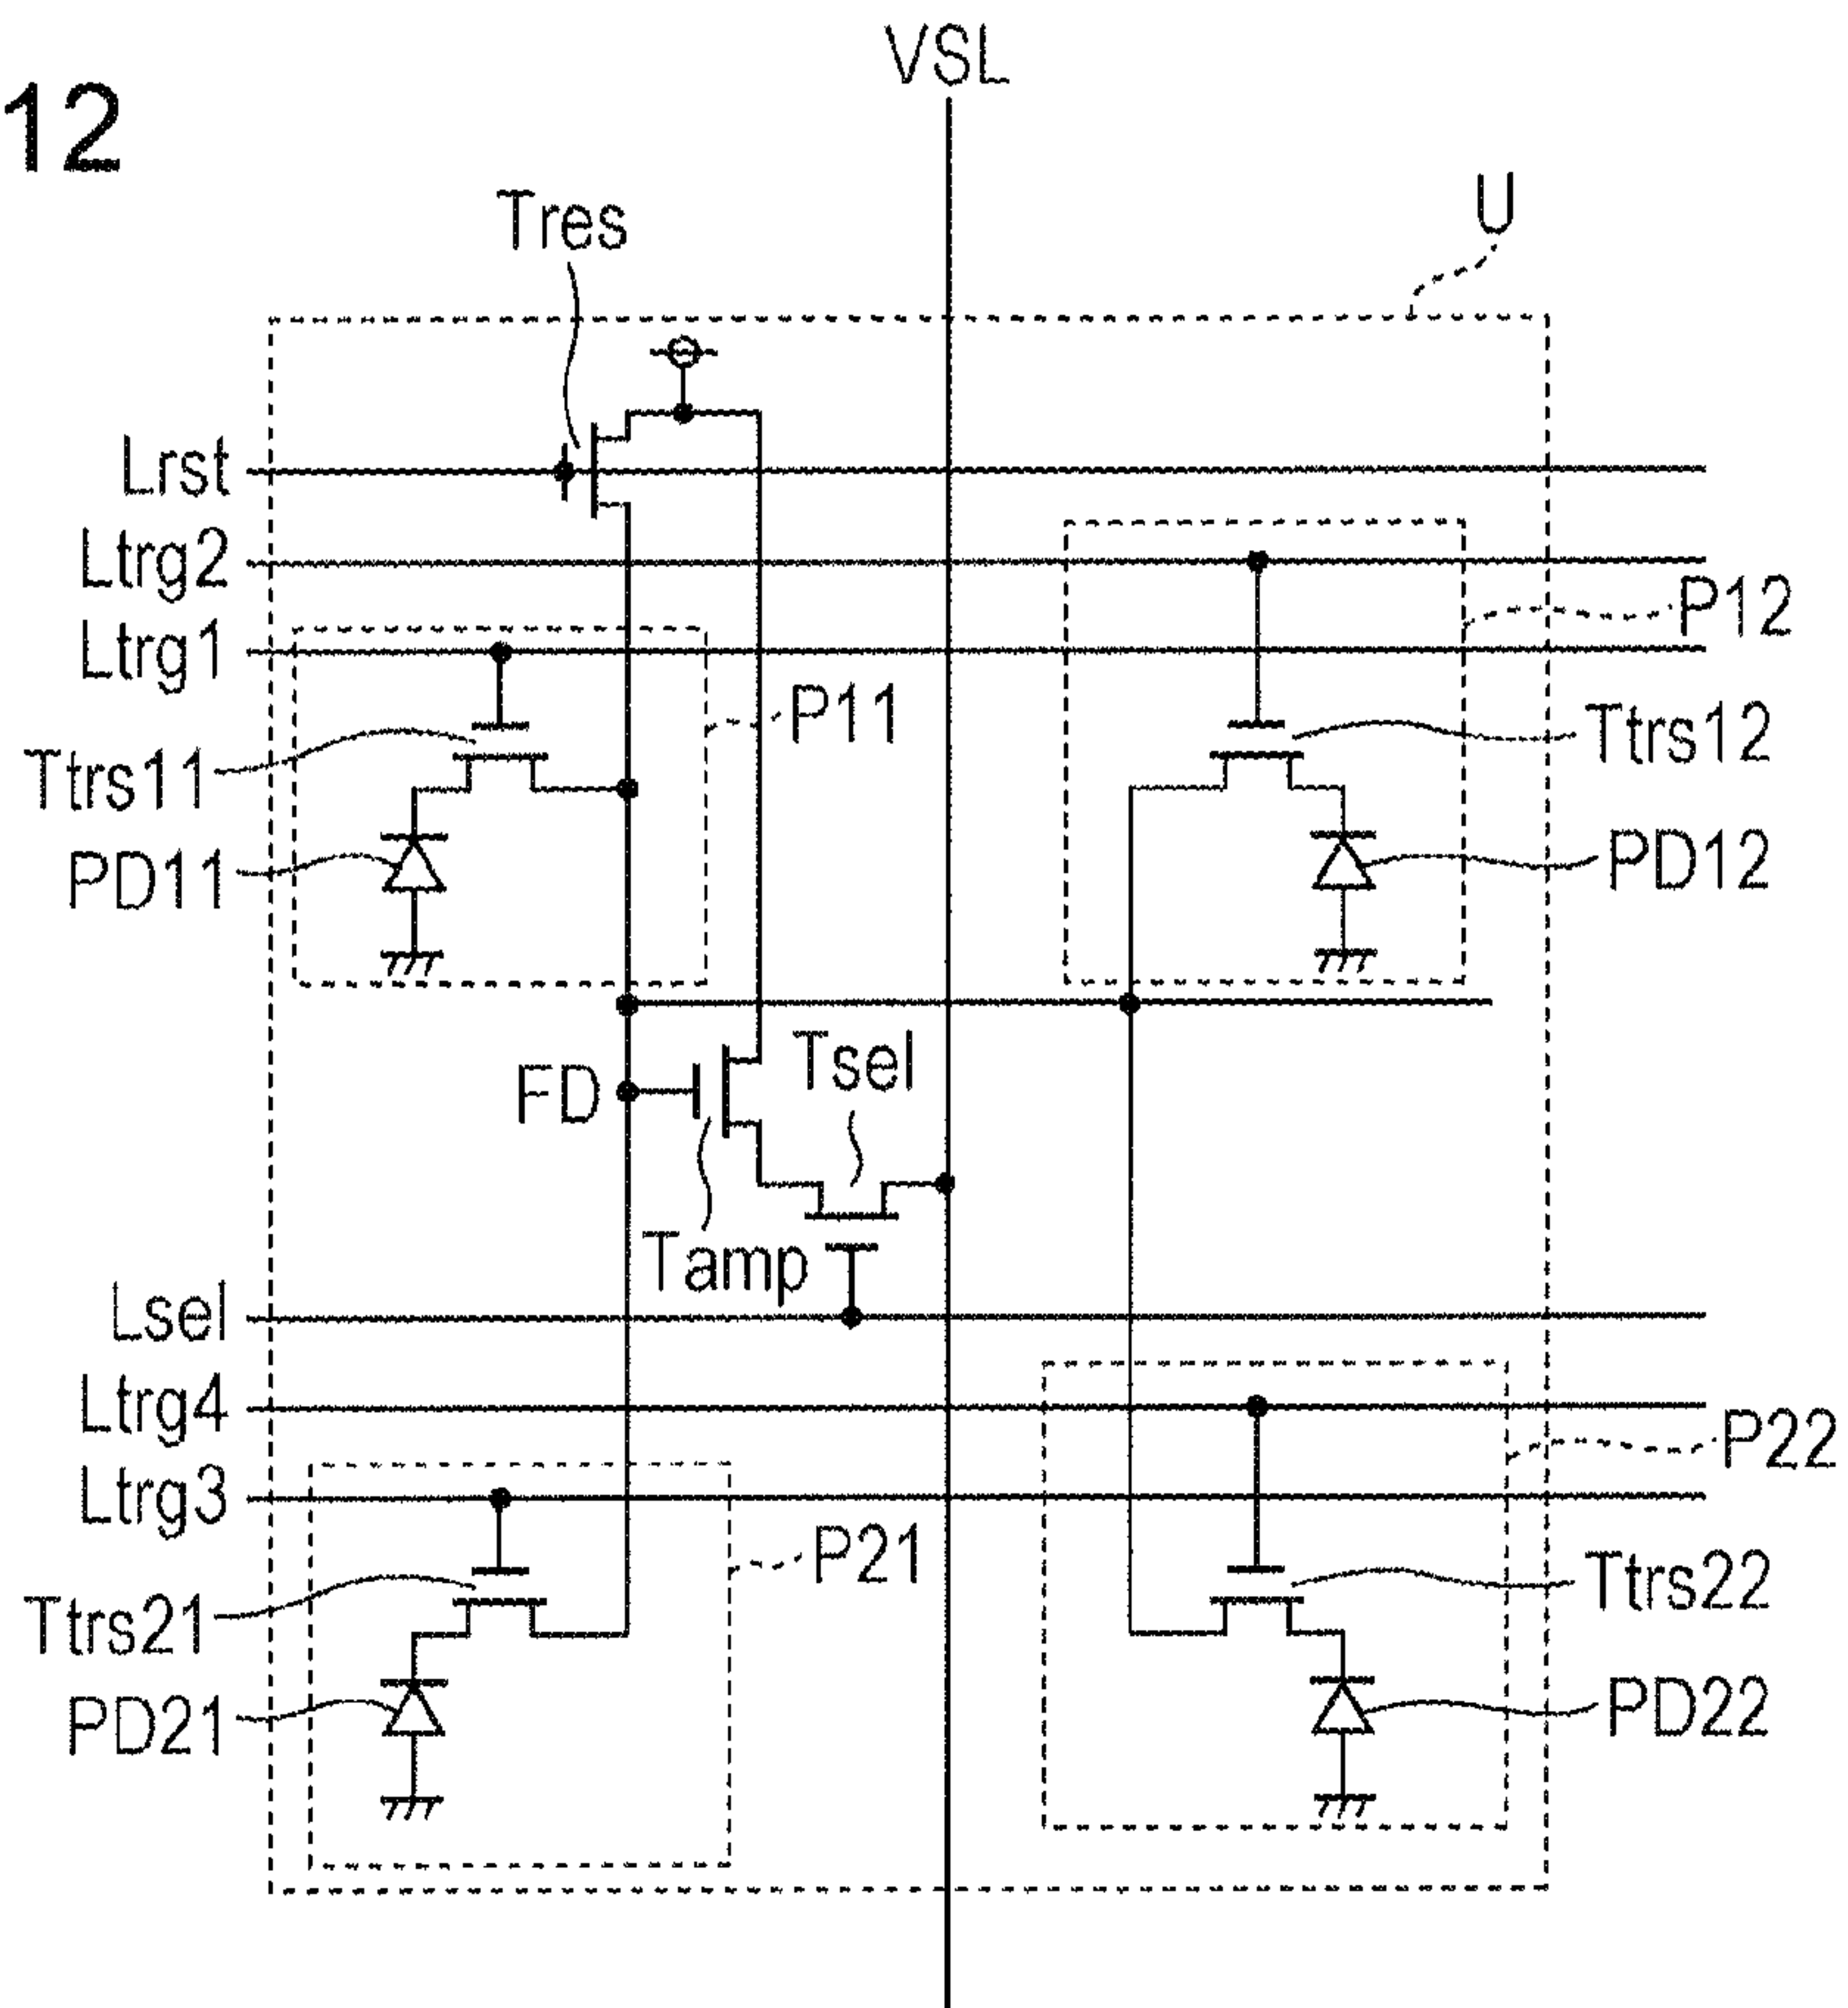 12
VSL
Tres
U
Lrst
Ltrg2
P12
Ltrg1
P11
Ttrs12
Ttrs11
PD12
PD11
Tsel
FD
Tamp
Lsel
Ltrg4
P22
Ltrg3
P21
Ttrs22
Ttrs21
PD22
PD21